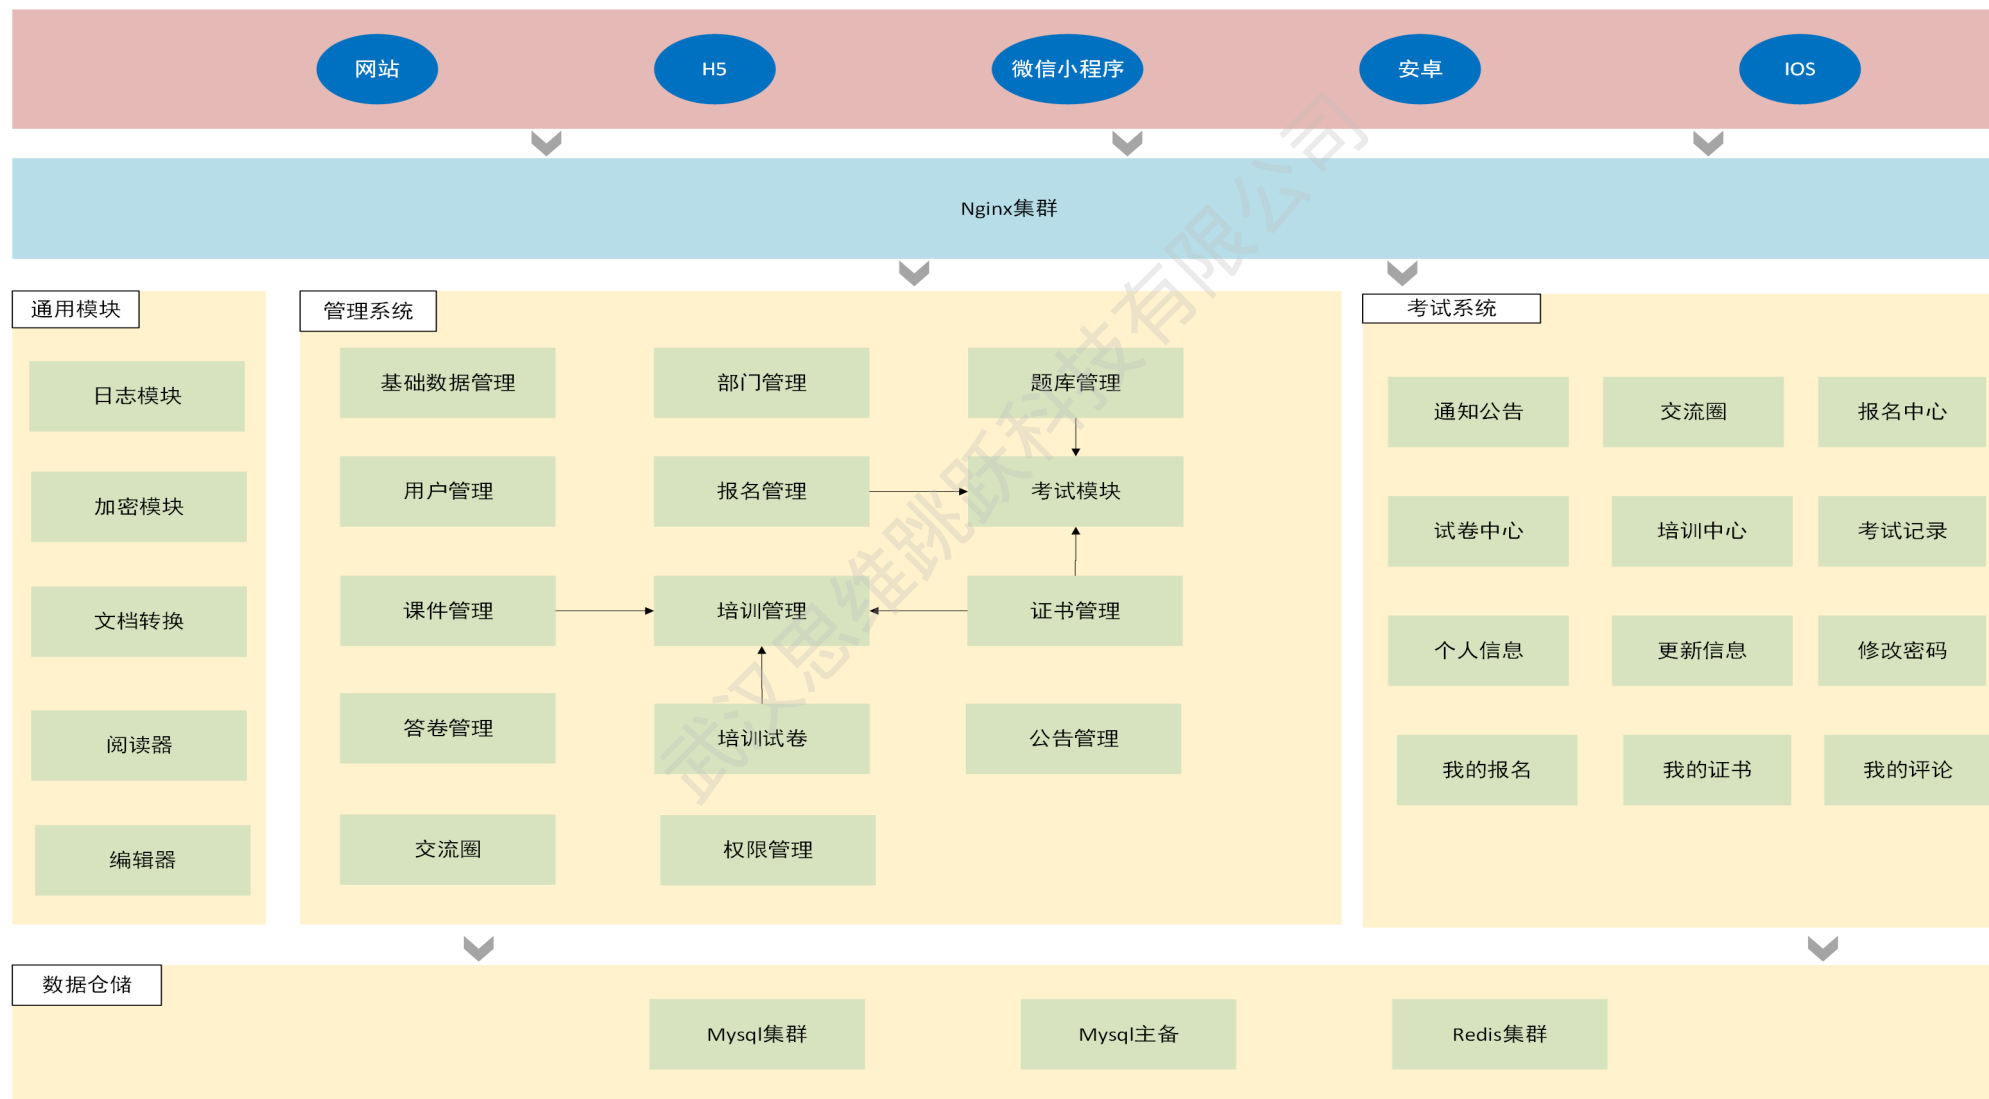 网站
H5
微信小程序
安卓
IOS
Nginx集群
通用模块
日志模块
加密模块
文档转换
阅读器
编辑器
管理系统
基础数据管理
部门管理
题库管理
用户管理
报名管理
考试模块
课件管理
培训管理
证书管理
答卷管理
培训试卷
公告管理
交流圈
权限管理
考试系统
通知公告
交流圈
报名中心
试卷中心
培训中心
考试记录
个人信息
更新信息
修改密码
我的报名
我的证书
我的评论
数据仓储
Mysql集群
Mysql主备
Redis集群
武汉思维跳跃科技有限公司